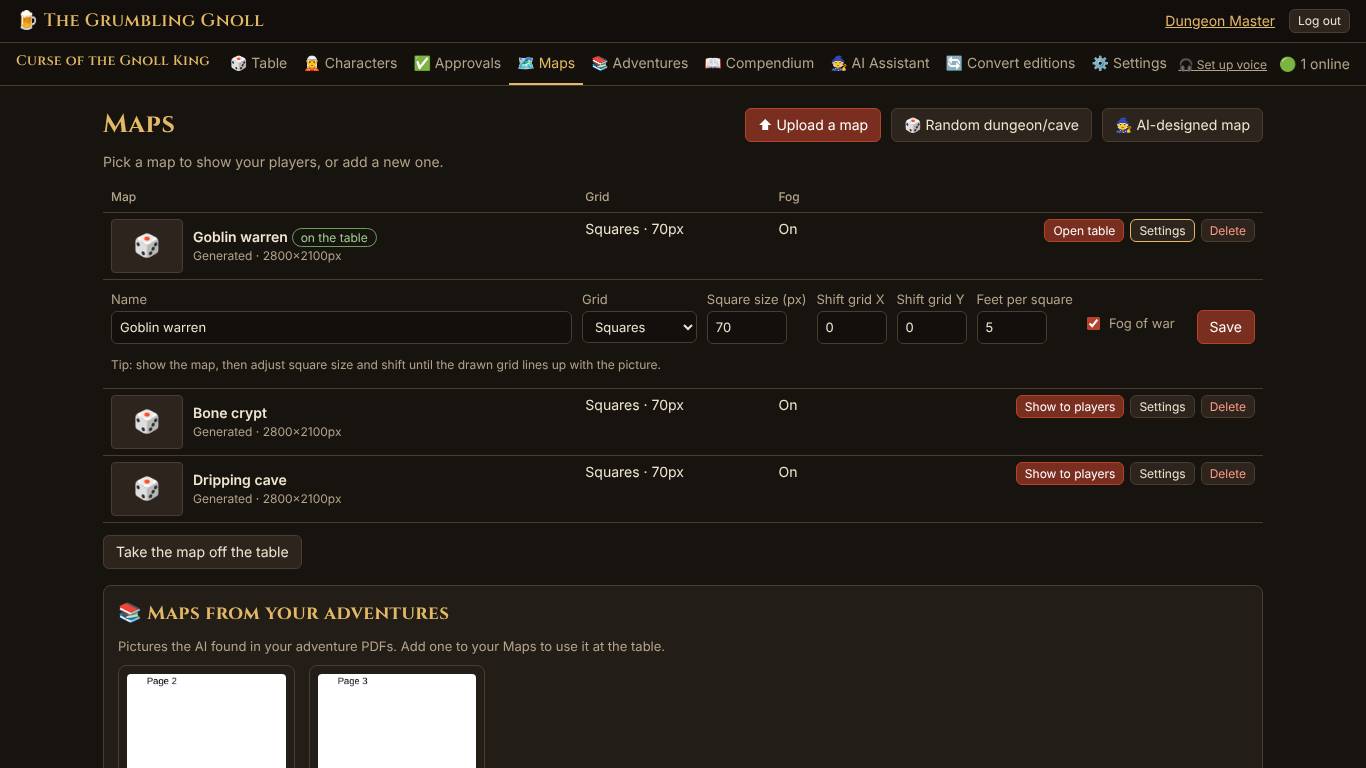 The Grumbling Gnoll
Dungeon Master
Log out
Curse of the Gnoll King
Table
Characters
Approvals
Maps
Adventures
Compendium
AI Assistant
Convert editions
Settings
Set up voice
1 online
Maps
Upload a map
Random dungeon/cave
AI-designed map
Pick a map to show your players, or add a new one.
Map Grid Fog
Goblin warren on the table
Generated · 2800×2100px
Squares · 70px
On
Open table
Settings
Delete
Name Grid Square size (px) Shift grid X Shift grid Y Feet per square
Goblin warren Squares 70 0 0 5 Fog of war Save
Tip: show the map, then adjust square size and shift until the drawn grid lines up with the picture.
Bone crypt
Generated · 2800×2100px
Squares · 70px
On
Show to players
Settings
Delete
Dripping cave
Generated · 2800×2100px
Squares · 70px
On
Show to players
Settings
Delete
Take the map off the table
Maps from your adventures
Pictures the AI found in your adventure PDFs. Add one to your Maps to use it at the table.
Page 2
Page 3